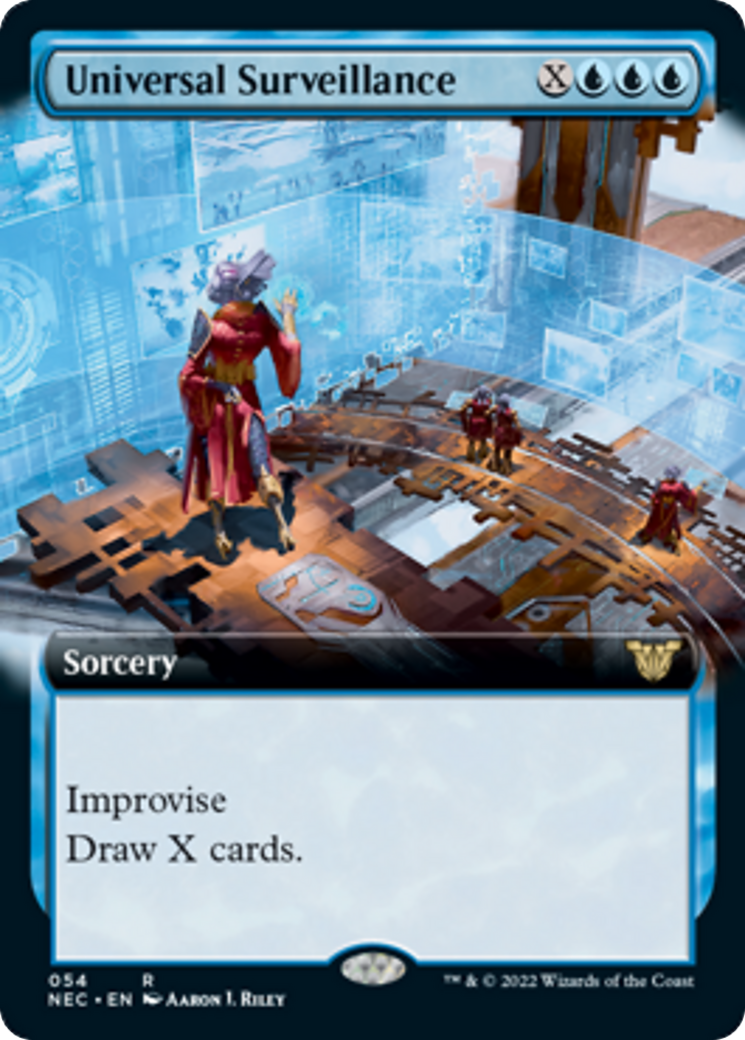 Universal Surveillance X
Sorcery
Improvise
Draw X cards.
054 R
NEC • EN Aaron J. Riley
™ & © 2022 Wizards of the Coast